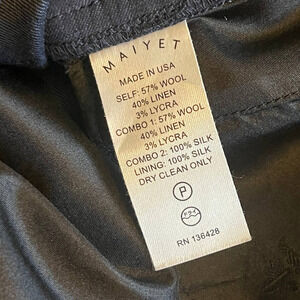 MAIYET
MADE IN USA
SELF: 57% WOOL
40% LINEN
3% LYCRA
COMBO 1: 57% WOOL
40% LINEN
3% LYCRA
COMBO 2: 100% SILK
LINING: 100% SILK
DRY CLEAN ONLY
P
RN 136428